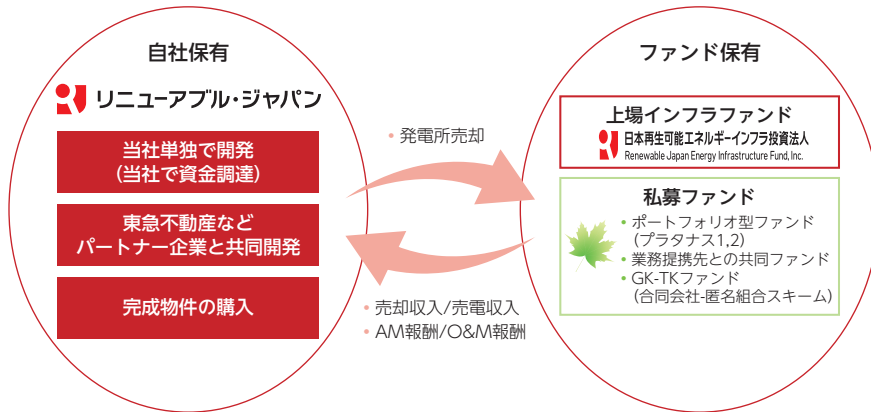 自社保有
リニューアブル・ジャパン
当社単独で開発
(当社で資金調達)
東急不動産など
パートナー企業と共同開発
完成物件の購入
• 発電所売却
• 売却収入/売電収入
• AM報酬/O&M報酬
ファンド保有
上場インフラファンド
日本再生可能エネルギーインフラ投資法人
Renewable Japan Energy Infrastructure Fund, Inc.
私募ファンド
• ポートフォリオ型ファンド
(プラタナス1,2)
• 業務提携先との共同ファンド
• GK-TKファンド
(合同会社-匿名組合スキーム)